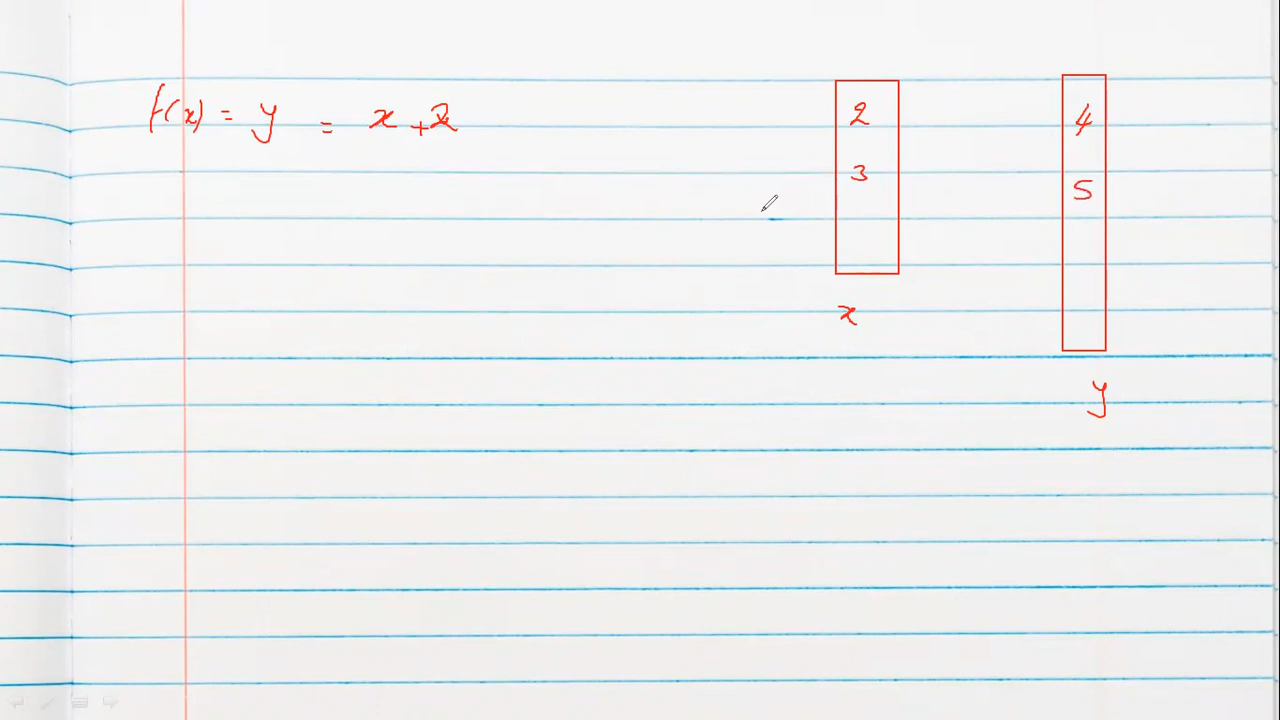 f(x) = y = x + 2
2 4
3 5
x
y